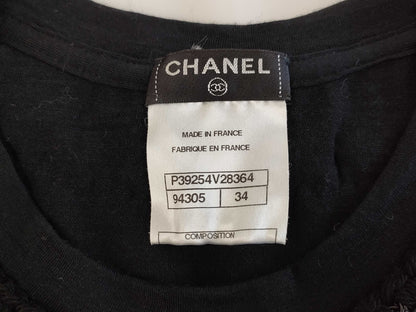 CHANEL
MADE IN FRANCE
FABRIQUE EN FRANCE
P39254V28364
94305 34
COMPOSITION